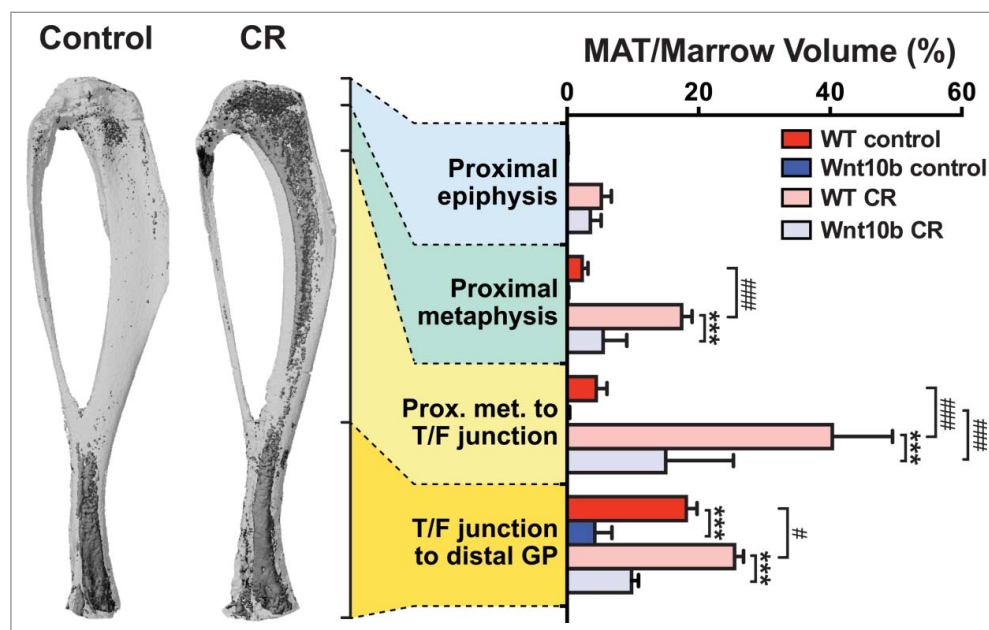 Control
CR
MAT/Marrow Volume (%)
0
20
40
60
WT control
Wnt10b control
WT CR
Wnt10b CR
Proximal
epiphysis
Proximal
metaphysis
###
***
Prox. met. to
T/F junction
###
###
***
T/F junction
to distal GP
***
#
***